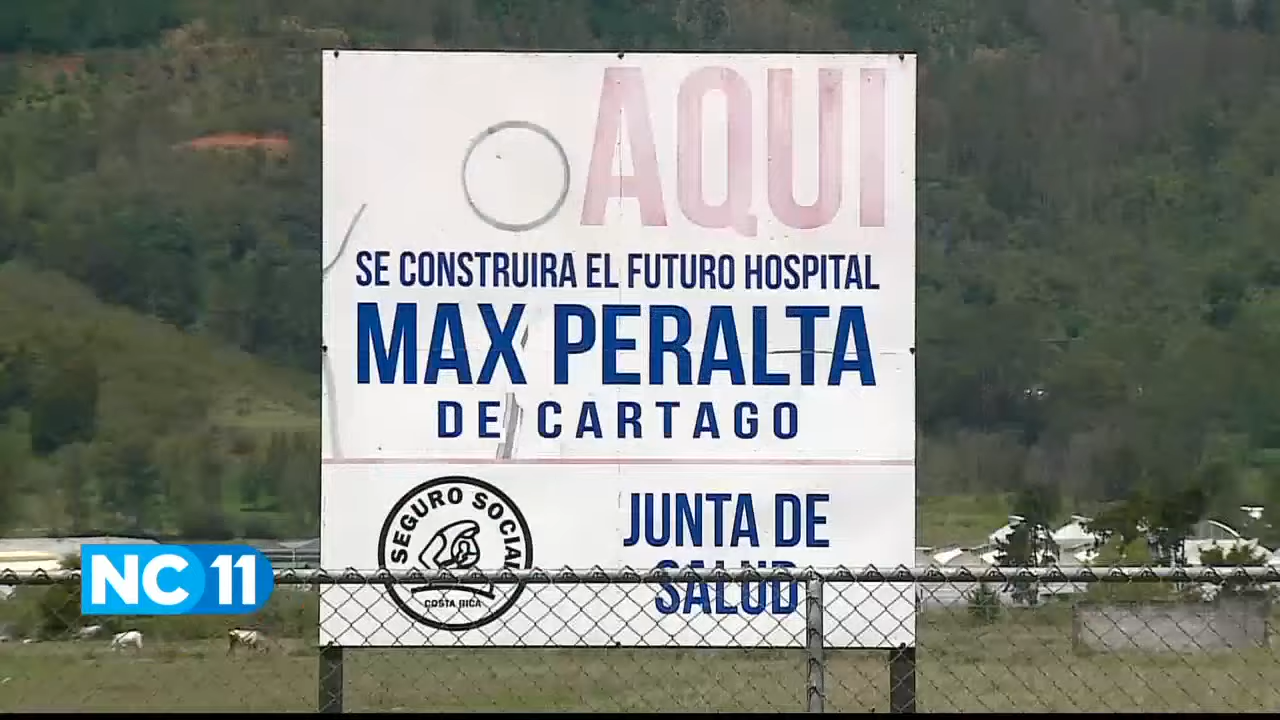 AQUI
SE CONSTRUIRA EL FUTURO HOSPITAL
MAX PERALTA
DE CARTAGO
SEGURO SOCIAL
COSTA RICA
JUNTA DE
SALUD
NC 11